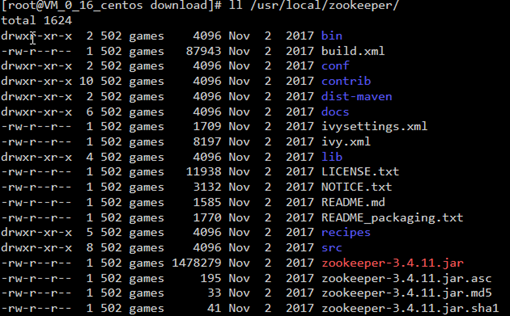 [root@VM_0_16_centos download]# ll /usr/local/zookeeper/
total 1624
drwxr-xr-x 2 502 games 4096 Nov 2 2017 bin
-rw-r--r-- 1 502 games 87943 Nov 2 2017 build.xml
drwxr-xr-x 2 502 games 4096 Nov 2 2017 conf
drwxr-xr-x 10 502 games 4096 Nov 2 2017 contrib
drwxr-xr-x 2 502 games 4096 Nov 2 2017 dist-maven
drwxr-xr-x 6 502 games 4096 Nov 2 2017 docs
-rw-r--r-- 1 502 games 1709 Nov 2 2017 ivysettings.xml
-rw-r--r-- 1 502 games 8197 Nov 2 2017 ivy.xml
drwxr-xr-x 4 502 games 4096 Nov 2 2017 lib
-rw-r--r-- 1 502 games 11938 Nov 2 2017 LICENSE.txt
-rw-r--r-- 1 502 games 3132 Nov 2 2017 NOTICE.txt
-rw-r--r-- 1 502 games 1585 Nov 2 2017 README.md
-rw-r--r-- 1 502 games 1770 Nov 2 2017 README_packaging.txt
drwxr-xr-x 5 502 games 4096 Nov 2 2017 recipes
drwxr-xr-x 8 502 games 4096 Nov 2 2017 src
-rw-r--r-- 1 502 games 1478279 Nov 2 2017 zookeeper-3.4.11.jar
-rw-r--r-- 1 502 games 195 Nov 2 2017 zookeeper-3.4.11.jar.asc
-rw-r--r-- 1 502 games 33 Nov 2 2017 zookeeper-3.4.11.jar.md5
-rw-r--r-- 1 502 games 41 Nov 2 2017 zookeeper-3.4.11.jar.sha1